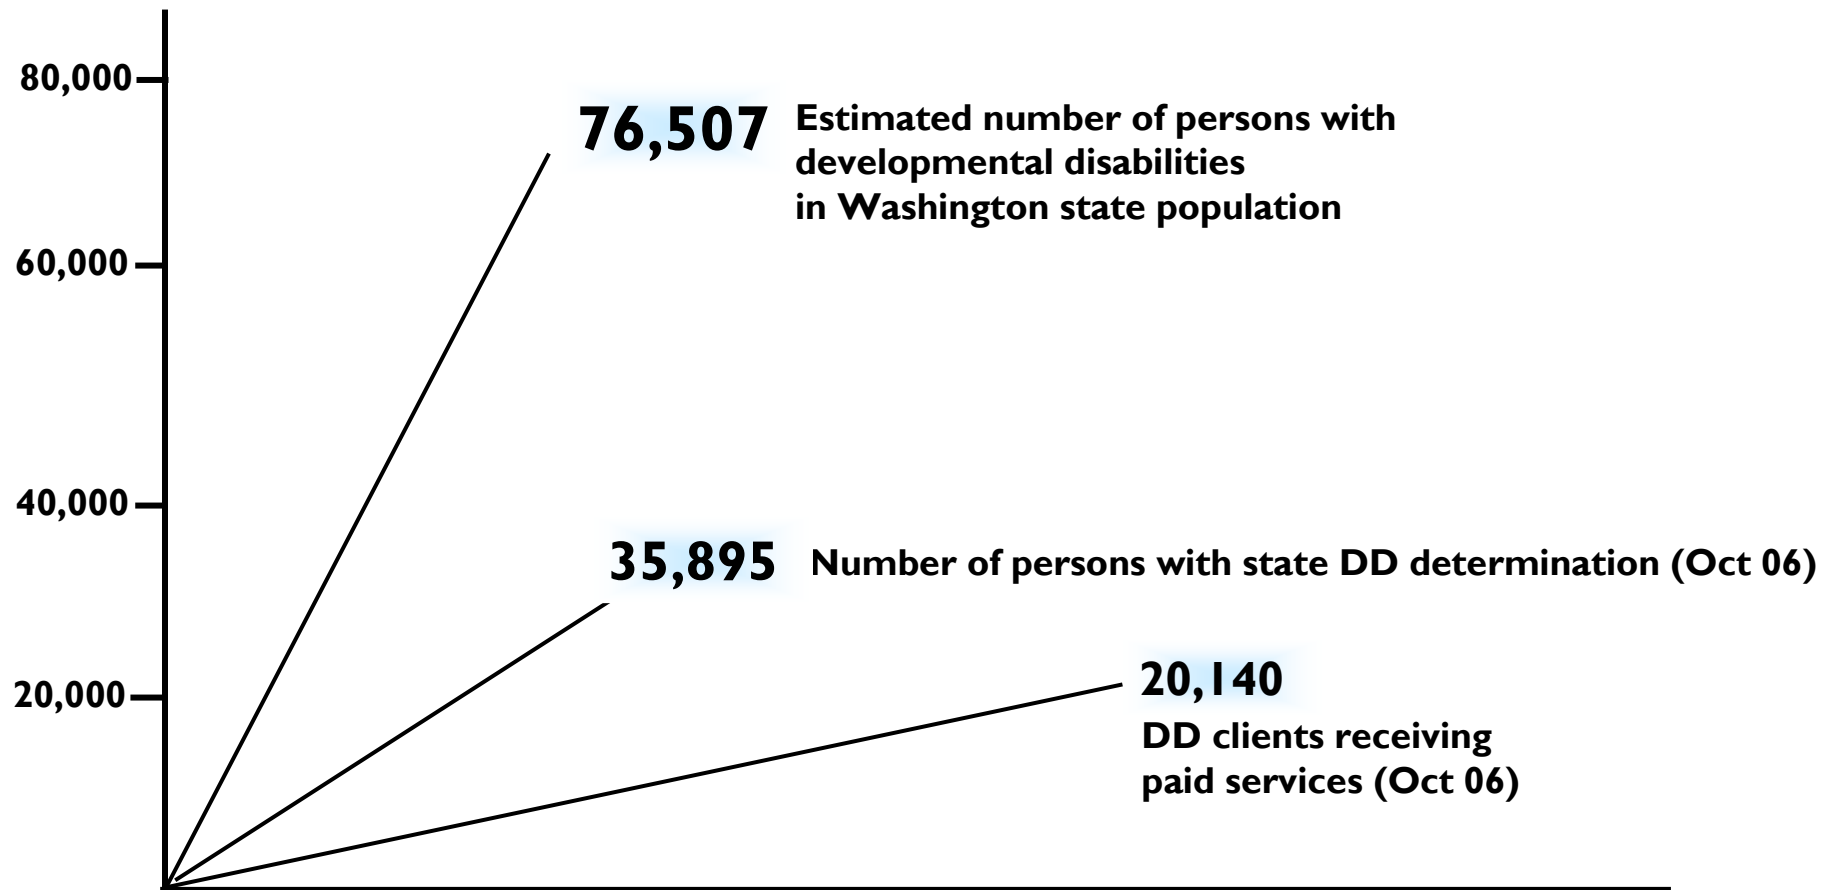 80,000
76,507 Estimated number of persons with
developmental disabilities
in Washington state population
60,000
40,000
35,895 Number of persons with state DD determination (Oct 06)
20,140
20,000
DD clients receiving
paid services (Oct 06)